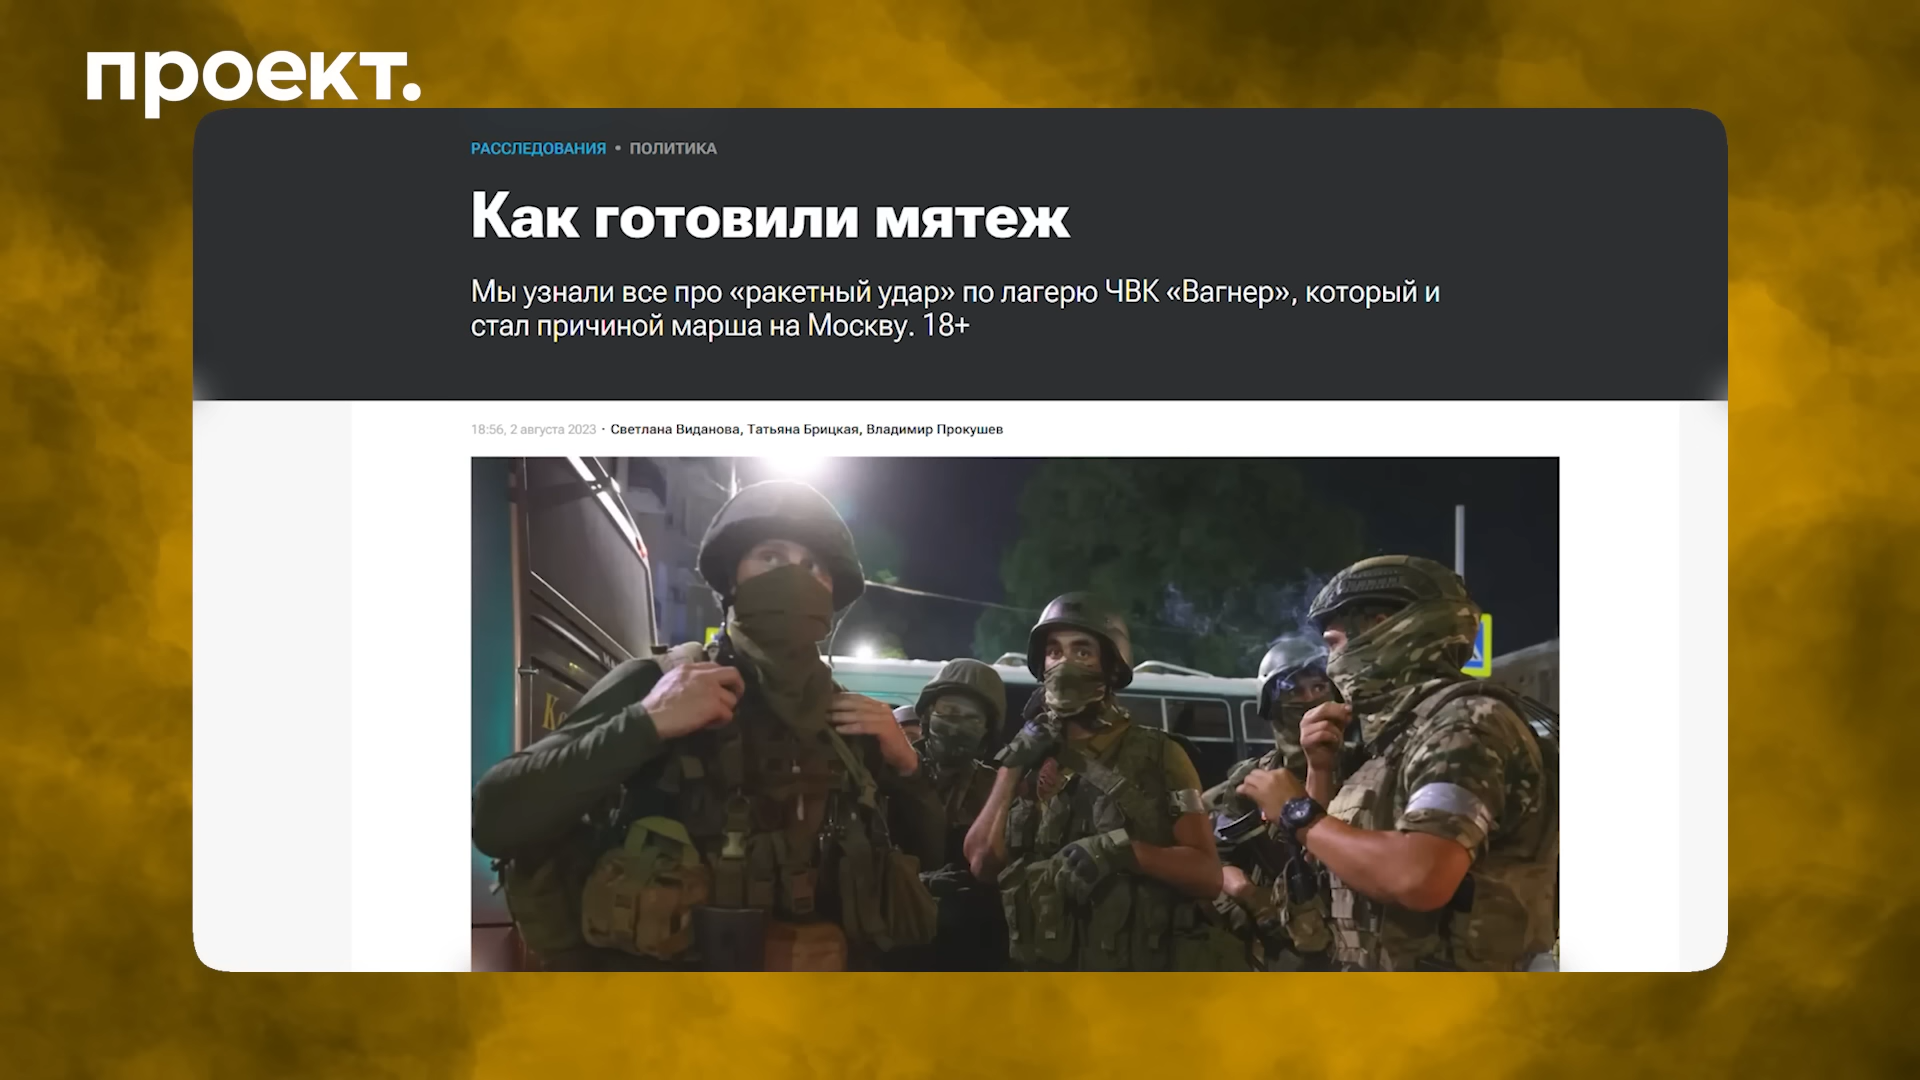 проект.
РАССЛЕДОВАНИЯ • ПОЛИТИКА
Как готовили мятеж
Мы узнали все про «ракетный удар» по лагерю ЧВК «Вагнер», который и
стал причиной марша на Москву. 18+
18:56, 2 августа 2023 · Светлана Виданова, Татьяна Брицкая, Владимир Прокушев